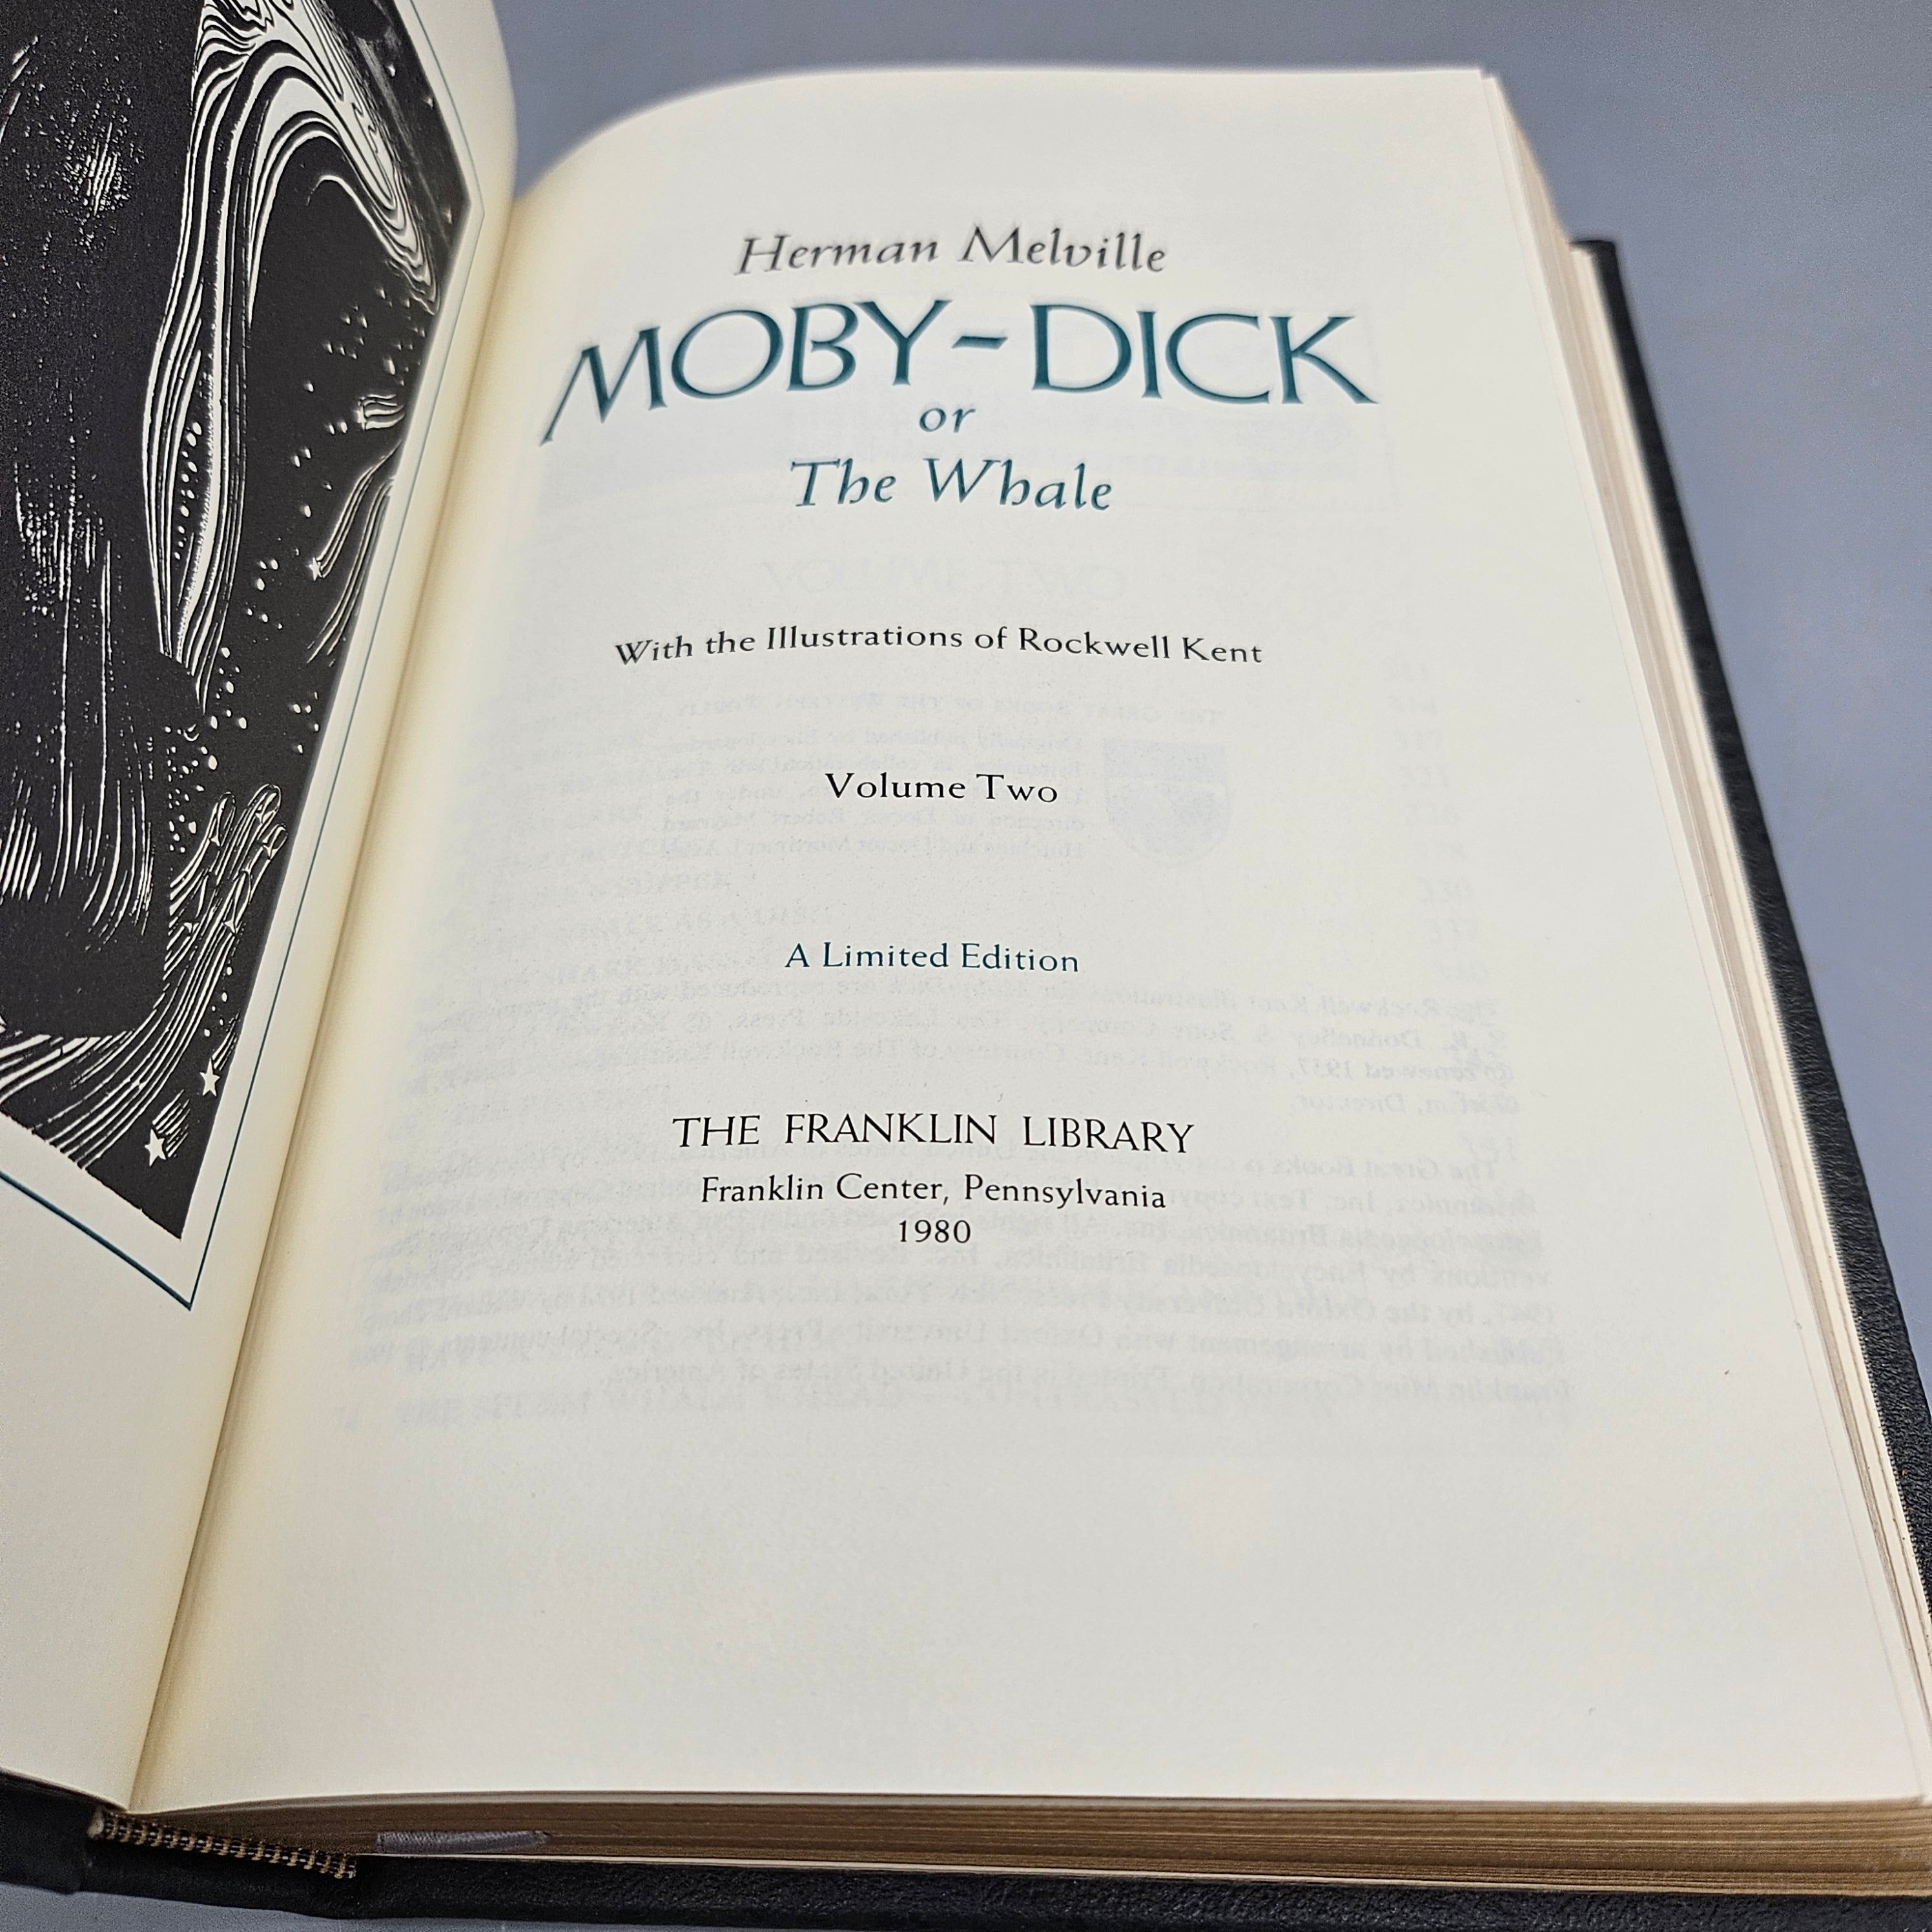 Herman Melville
MOBY-DICK
or
The Whale
With the Illustrations of Rockwell Kent
Volume Two
A Limited Edition
THE FRANKLIN LIBRARY
Franklin Center, Pennsylvania
1980